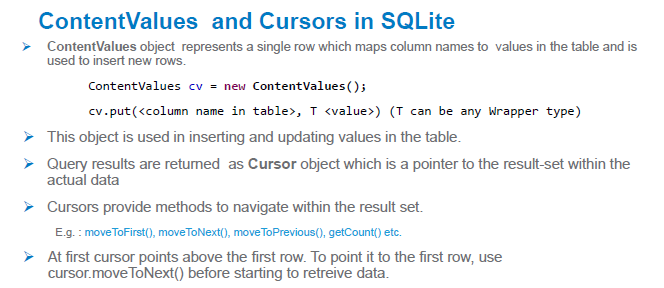 ContentValues and Cursors in SQLite
➢ ContentValues object represents a single row which maps column names to values in the table and is
used to insert new rows.
ContentValues cv = new ContentValues();
cv.put(<column name in table>, T <value>) (T can be any Wrapper type)
➢ This object is used in inserting and updating values in the table.
➢ Query results are returned as Cursor object which is a pointer to the result-set within the
actual data
➢ Cursors provide methods to navigate within the result set.
E.g. : moveToFirst(), moveToNext(), moveToPrevious(), getCount() etc.
➢ At first cursor points above the first row. To point it to the first row, use
cursor.moveToNext() before starting to retreive data.